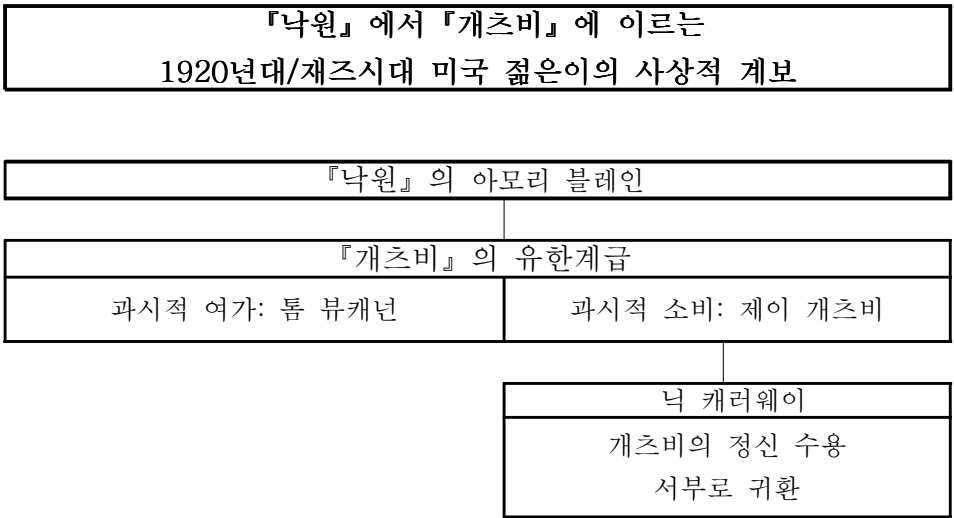 『낙원』에서 『개츠비』에 이르는
1920년대/재즈시대 미국 젊은이의 사상적 계보
『낙원』의 아모리 블레인
『개츠비』의 유한계급
과시적 여가: 톰 뷰캐넌
과시적 소비: 제이 개츠비
닉 캐러웨이
개츠비의 정신 수용
서부로 귀환